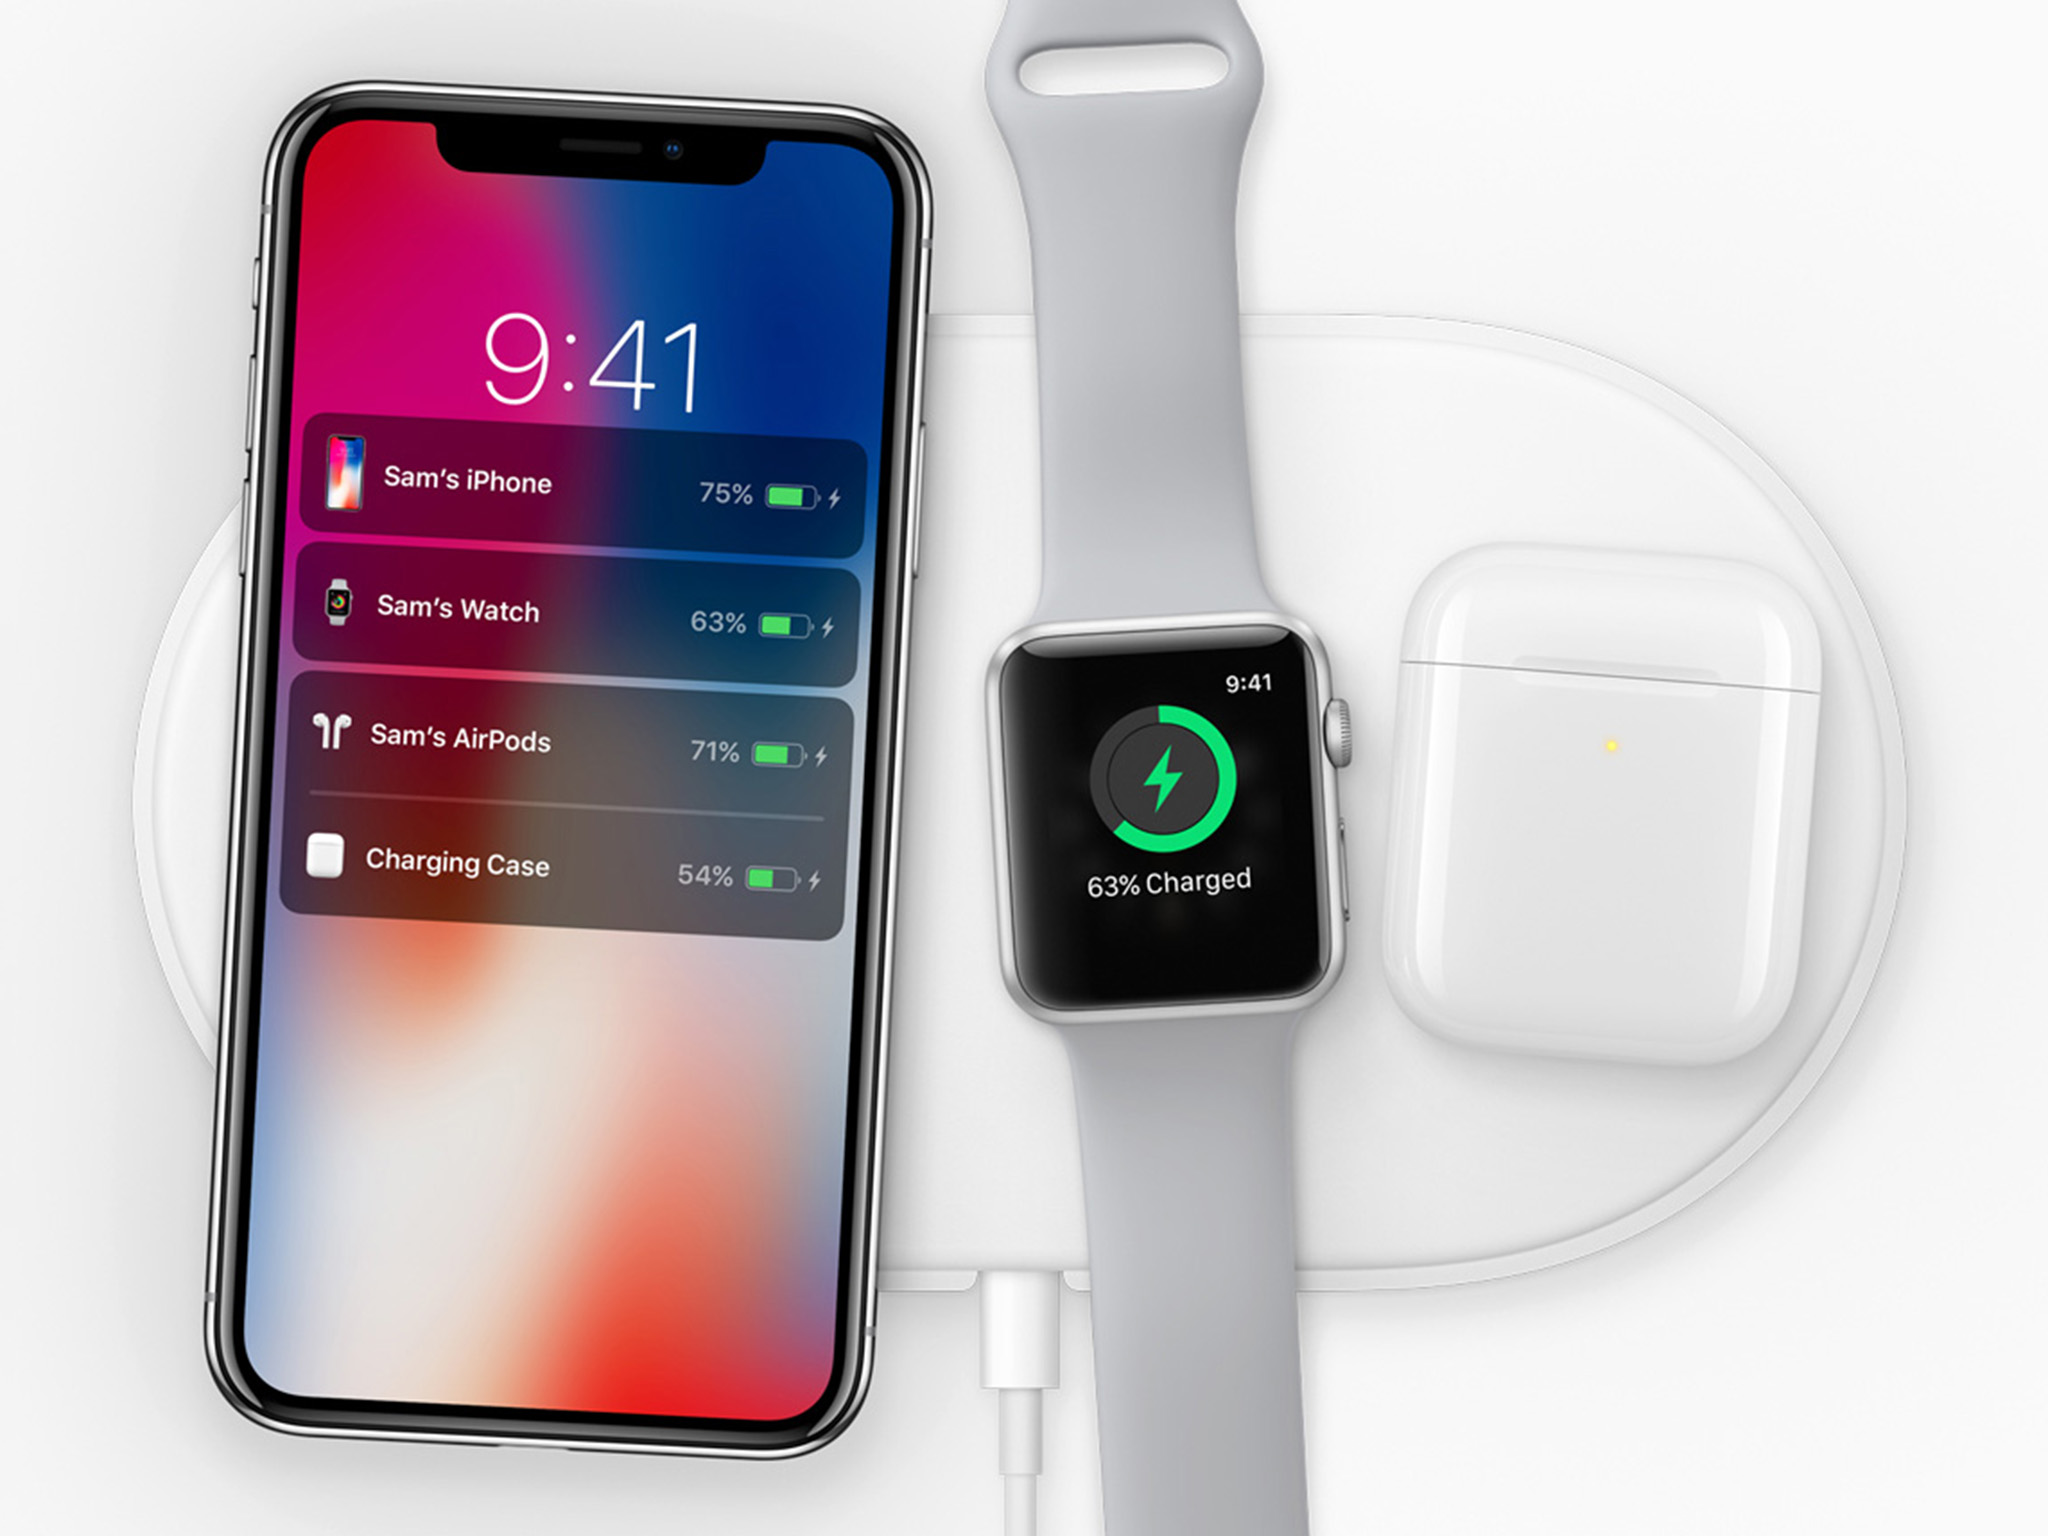 9:41
Sam's iPhone 75%
Sam's Watch 63%
Sam's AirPods 71%
Charging Case 54%
9:41
63% Charged